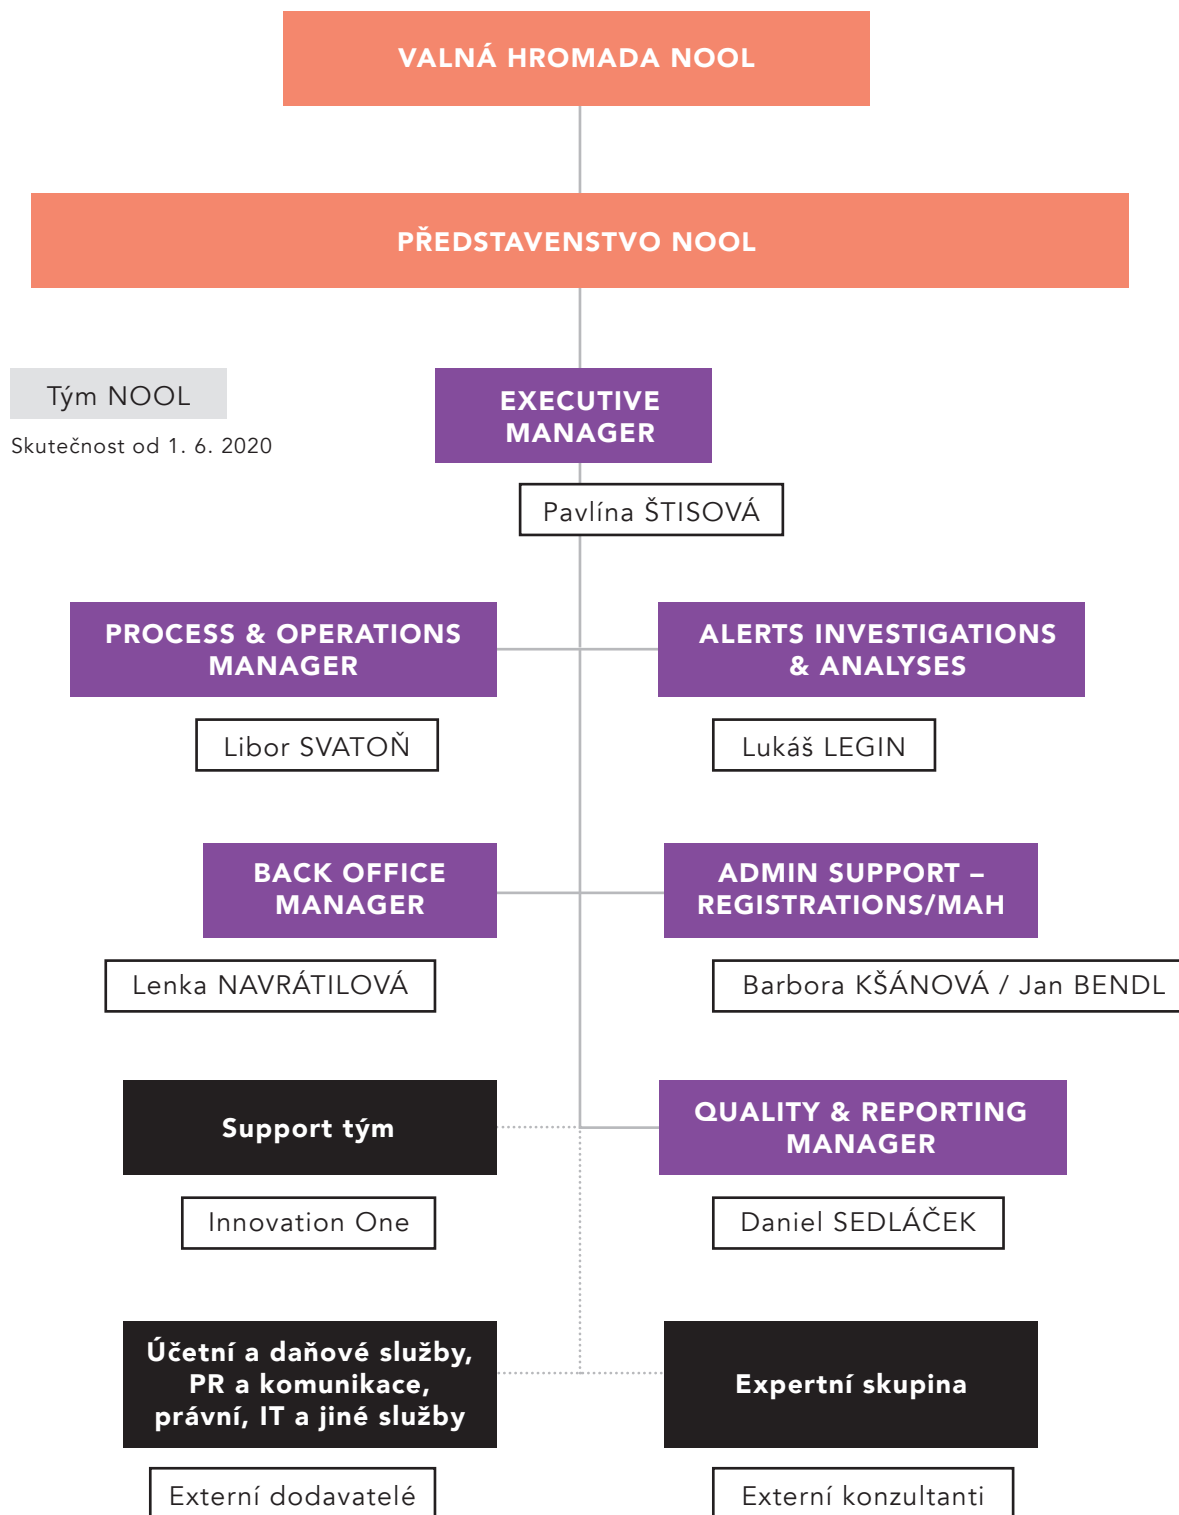 VALNÁ HROMADA NOOL
PŘEDSTAVENSTVO NOOL
Tým NOOL
Skutečnost od 1. 6. 2020
EXECUTIVE
MANAGER
Pavlína ŠTISOVÁ
PROCESS & OPERATIONS
MANAGER
Libor SVATOŇ
ALERTS INVESTIGATIONS
& ANALYSES
Lukáš LEGIN
BACK OFFICE
MANAGER
Lenka NAVRÁTILOVÁ
ADMIN SUPPORT –
REGISTRATIONS/MAH
Barbora KŠÁNOVÁ / Jan BENDL
Support tým
Innovation One
QUALITY & REPORTING
MANAGER
Daniel SEDLÁČEK
Účetní a daňové služby,
PR a komunikace,
právní, IT a jiné služby
Externí dodavatelé
Expertní skupina
Externí konzultanti